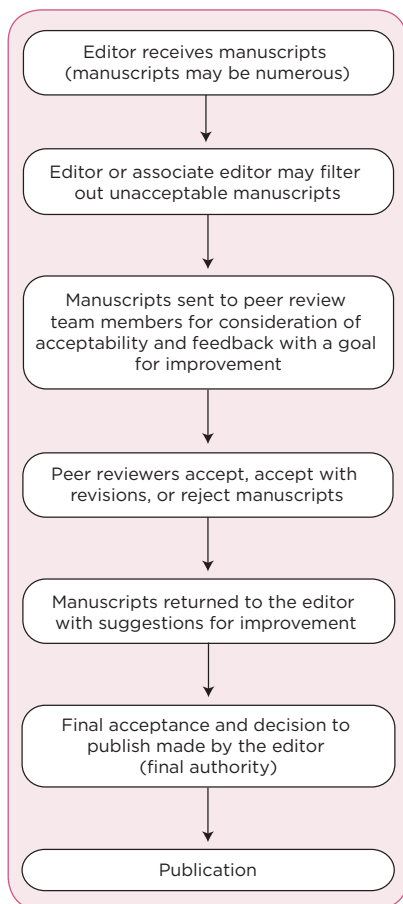 Editor receives manuscripts
(manuscripts may be numerous)
Editor or associate editor may filter
out unacceptable manuscripts
Manuscripts sent to peer review
team members for consideration of
acceptability and feedback with a goal
for improvement
Peer reviewers accept, accept with
revisions, or reject manuscripts
Manuscripts returned to the editor
with suggestions for improvement
Final acceptance and decision to
publish made by the editor
(final authority)
Publication